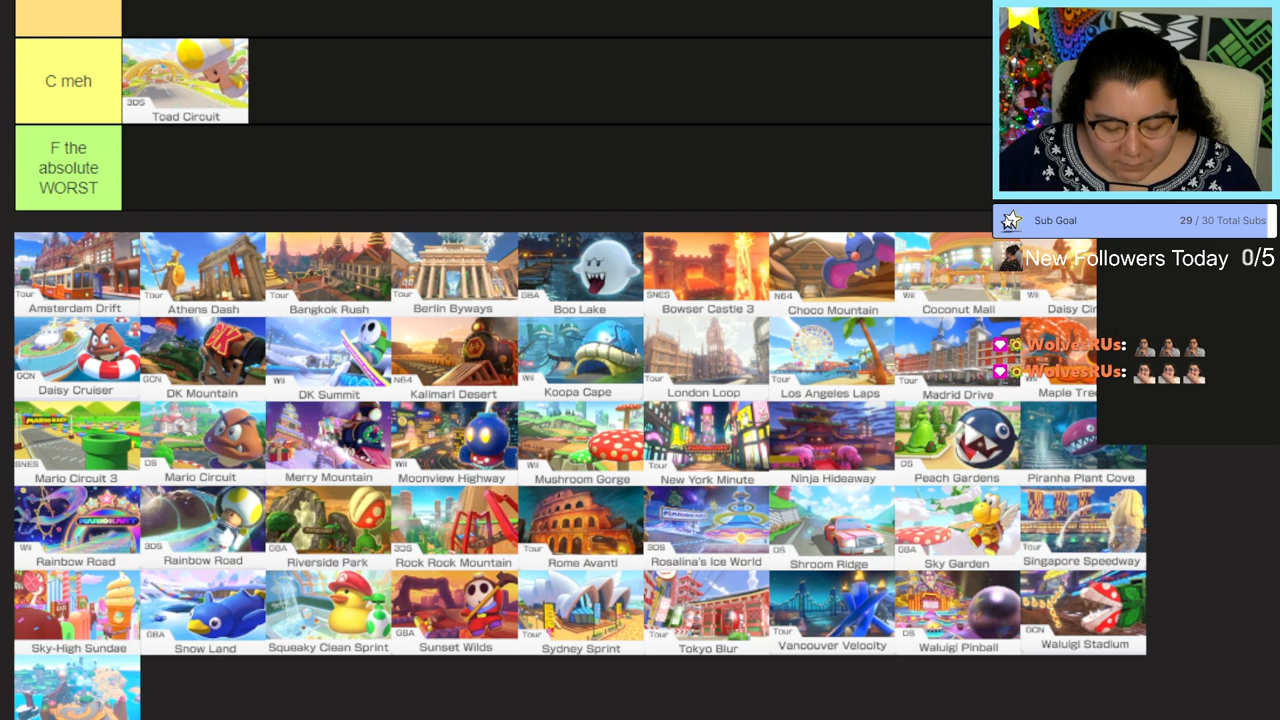 C meh
3DS
Toad Circuit
F the
absolute
WORST
Sub Goal
29 / 30 Total Subs
New Followers Today 0/5
Tour
Amsterdam Drift
Tour
Athens Dash
Tour
Bangkok Rush
Tour
Berlin Byways
GBA
Boo Lake
SNES
Bowser Castle 3
N64
Choco Mountain
Wii
Coconut Mall
Wii
Daisy Cir
WolvesRUs:
WolvesRUs:
GCN
Daisy Cruiser
GCN
DK Mountain
Wii
DK Summit
N64
Kalimari Desert
Wii
Koopa Cape
Tour
London Loop
Tour
Los Angeles Laps
Tour
Madrid Drive
Wii
Maple Tree
MARIO KART
SNES
Mario Circuit 3
DS
Mario Circuit
Merry Mountain
Wii
Moonview Highway
Wii
Mushroom Gorge
Tour
New York Minute
Ninja Hideaway
DS
Peach Gardens
Piranha Plant Cove
MARIOKART
Wii
Rainbow Road
3DS
Rainbow Road
GBA
Riverside Park
3DS
Rock Rock Mountain
Tour
Rome Avanti
3DS
Rosalina's Ice World
DS
Shroom Ridge
GBA
Sky Garden
Tour
Singapore Speedway
Sky-High Sundae
GBA
Snow Land
Squeaky Clean Sprint
GBA
Sunset Wilds
Tour
Sydney Sprint
Tour
Tokyo Blur
Tour
Vancouver Velocity
DS
Waluigi Pinball
GCN
Waluigi Stadium